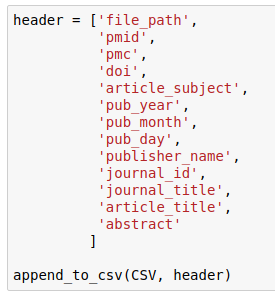 header = ['file_path',
          'pmid',
          'pmc',
          'doi',
          'article_subject',
          'pub_year',
          'pub_month',
          'pub_day',
          'publisher_name',
          'journal_id',
          'journal_title',
          'article_title',
          'abstract'
         ]

append_to_csv(CSV, header)